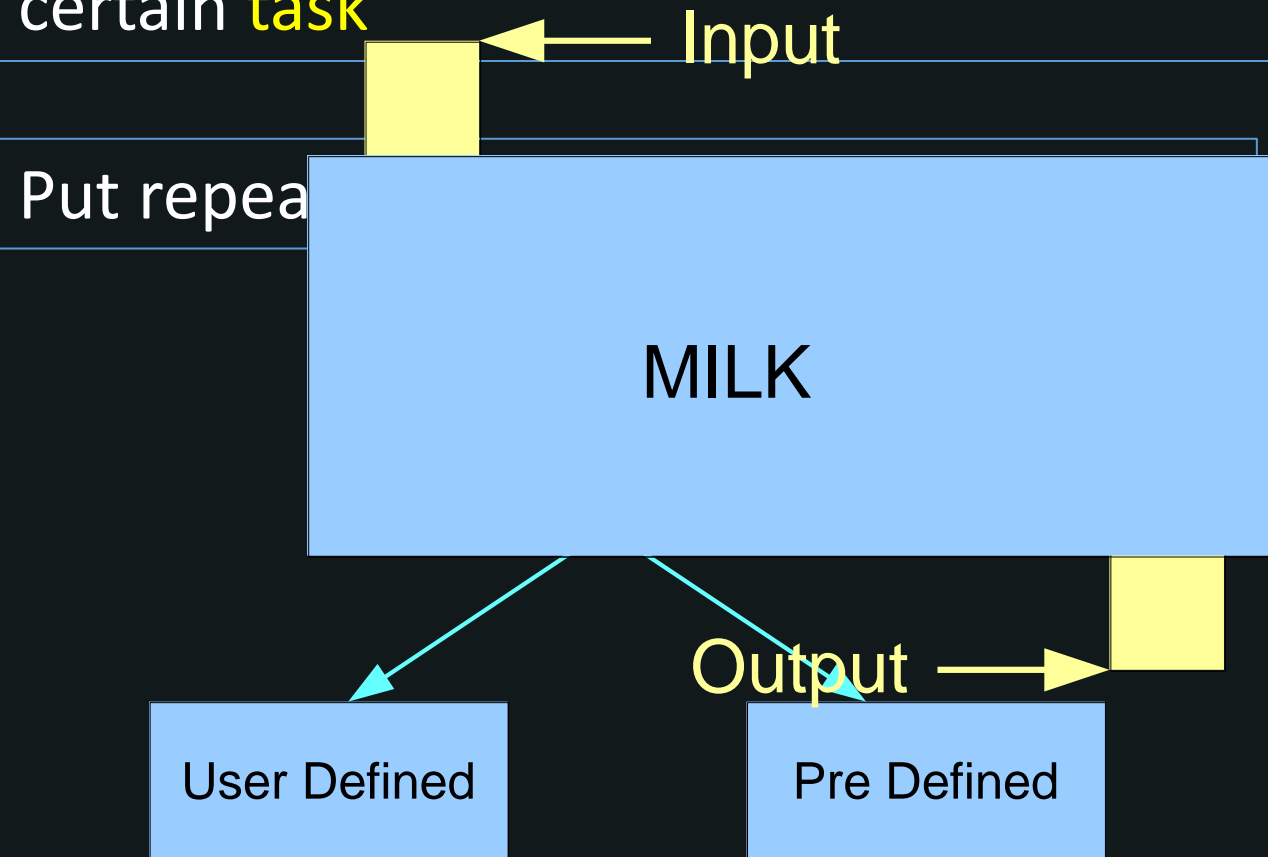 certain task
Input
Put repea
MILK
Output
User Defined
Pre Defined